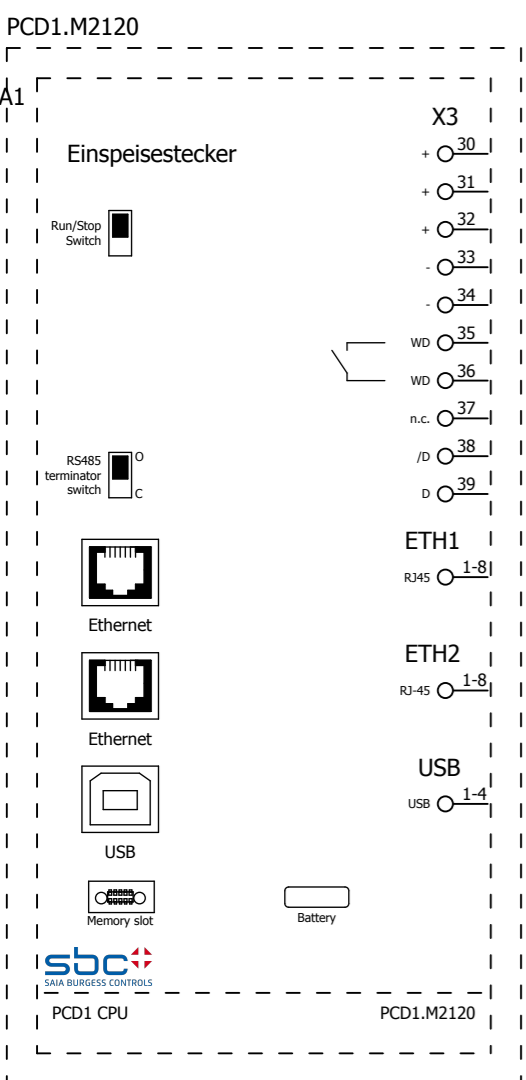 PCD1.M2120
A1
X3
Einspeisestecker
+ 30
+ 31
Run/Stop
Switch
+ 32
- 33
- 34
WD 35
WD 36
n.c. 37
RS485
terminator
switch
O
C
/D 38
D 39
ETH1
RJ45 1-8
Ethernet
ETH2
RJ-45 1-8
Ethernet
USB
USB 1-4
USB
Memory slot
Battery
sbc
SAIA BURGESS CONTROLS
PCD1 CPU PCD1.M2120